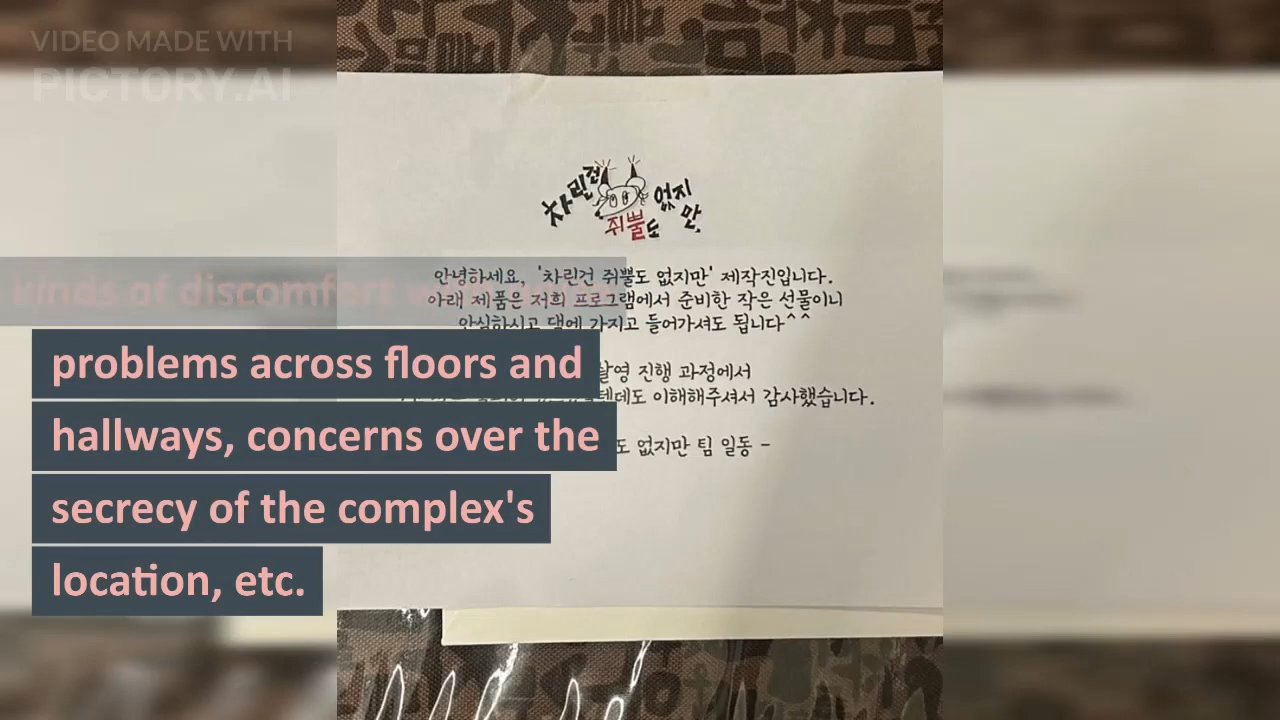 VIDEO MADE WITH
PICTORY.AI
차린건 쥐뿔도 없지만
안녕하세요, '차린건 쥐뿔도 없지만' 제작진입니다.
아래 제품은 저희 프로그램에서 준비한 작은 선물이니
안심하시고 댁에 가지고 들어가셔도 됩니다^^
kinds of discomfort
problems across floors and
hallways, concerns over the
secrecy of the complex's
location, etc.
촬영 진행 과정에서
이해해주셔서 감사했습니다.
없지만 팀 일동 -